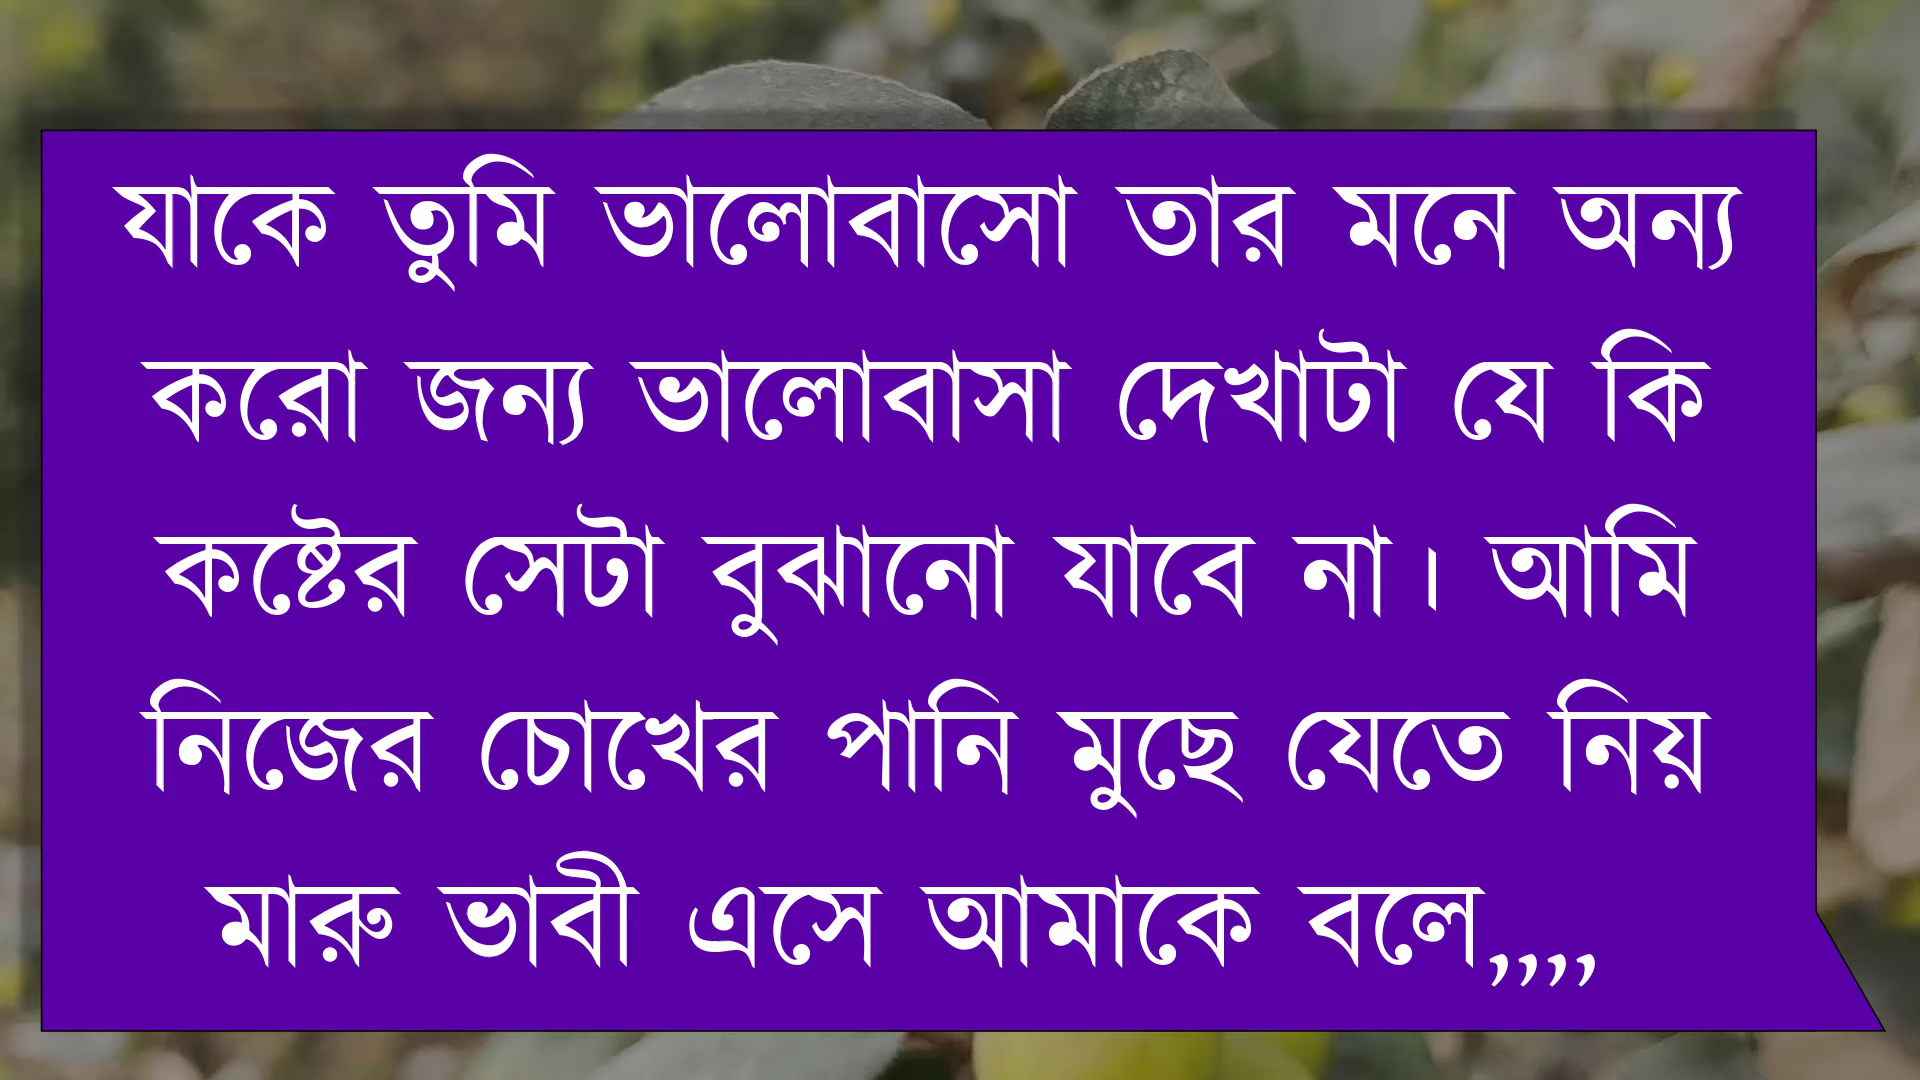 যাকে তুমি ভালোবাসো তার মনে অন্য
করো জন্য ভালোবাসা দেখাটা যে কি
কষ্টের সেটা বুঝানো যাবে না। আমি
নিজের চোখের পানি মুছে যেতে নিয়
মারু ভাবী এসে আমাকে বলে,,,,